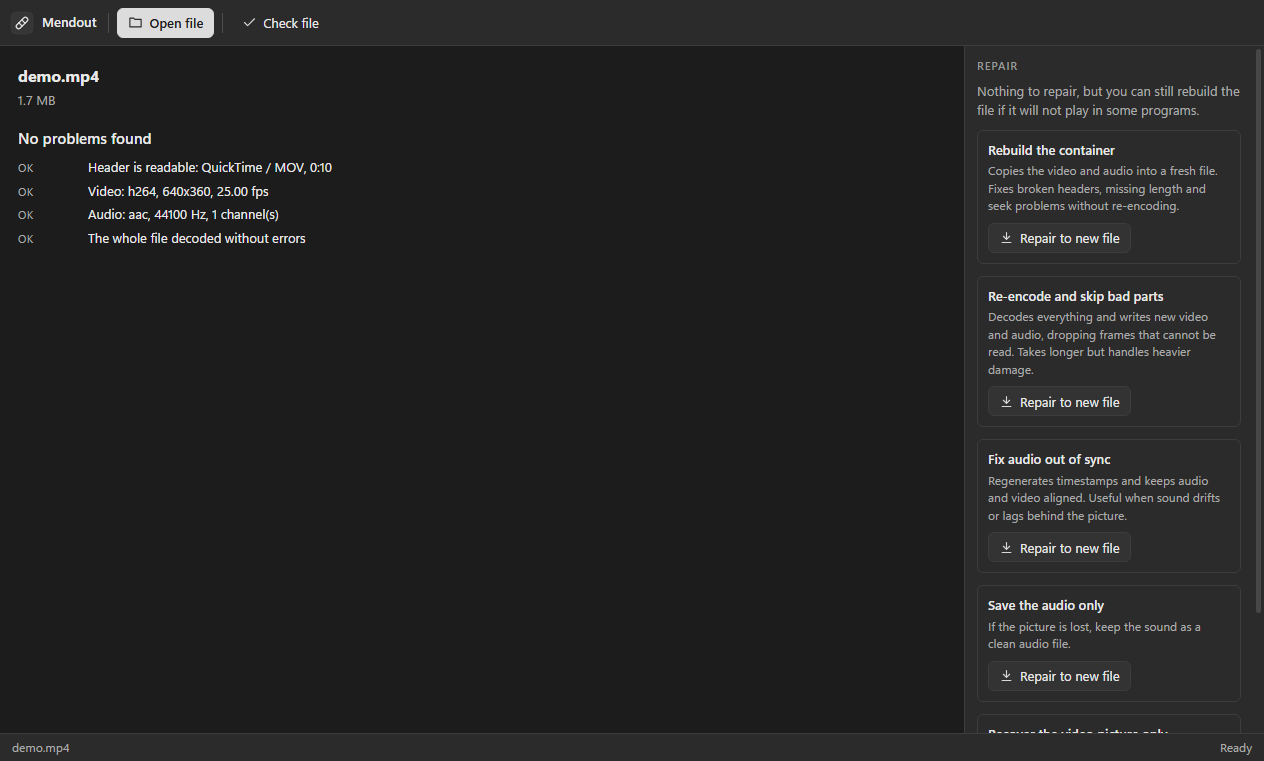 Mendout
Open file
Check file
demo.mp4
1.7 MB
No problems found
OK Header is readable: QuickTime / MOV, 0:10
OK Video: h264, 640x360, 25.00 fps
OK Audio: aac, 44100 Hz, 1 channel(s)
OK The whole file decoded without errors
REPAIR
Nothing to repair, but you can still rebuild the
file if it will not play in some programs.
Rebuild the container
Copies the video and audio into a fresh file.
Fixes broken headers, missing length and
seek problems without re-encoding.
Repair to new file
Re-encode and skip bad parts
Decodes everything and writes new video
and audio, dropping frames that cannot be
read. Takes longer but handles heavier
damage.
Repair to new file
Fix audio out of sync
Regenerates timestamps and keeps audio
and video aligned. Useful when sound drifts
or lags behind the picture.
Repair to new file
Save the audio only
If the picture is lost, keep the sound as a
clean audio file.
Repair to new file
Recover the video picture only
demo.mp4
Ready